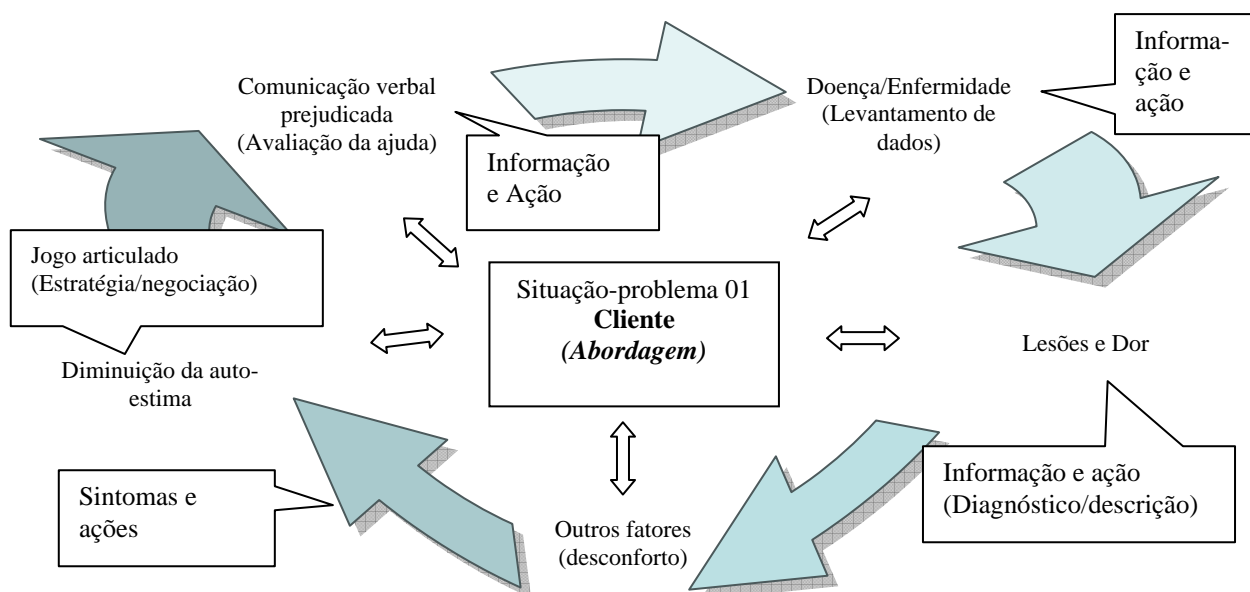 Comunicação verbal
prejudicada
(Avaliação da ajuda)
Informação
e Ação
Doença/Enfermidade
(Levantamento de
dados)
Informa-
ção e
ação
Jogo articulado
(Estratégia/negociação)
Situação-problema 01
Cliente
(Abordagem)
Lesões e Dor
Diminuição da auto-
estima
Informação e ação
(Diagnóstico/descrição)
Sintomas e
ações
Outros fatores
(desconforto)